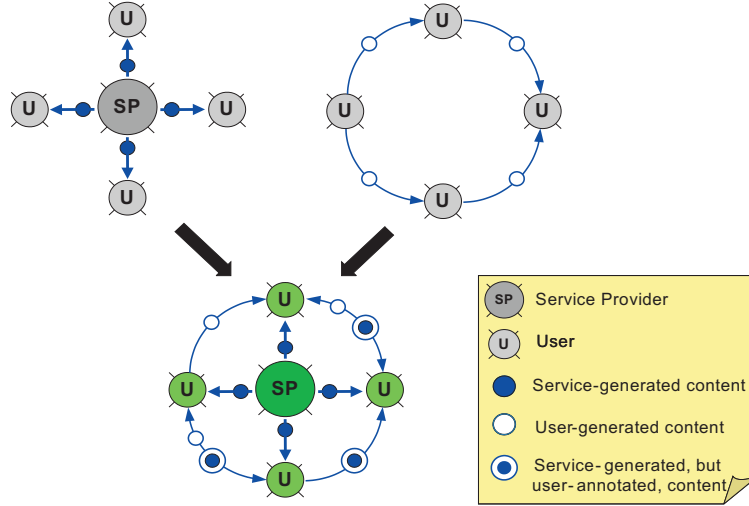 U
U
U
SP
U
U
U
U
U
U
U
SP
U
U
SP
Service Provider
U
User
Service-generated content
User-generated content
Service-generated, but
user-annotated, content